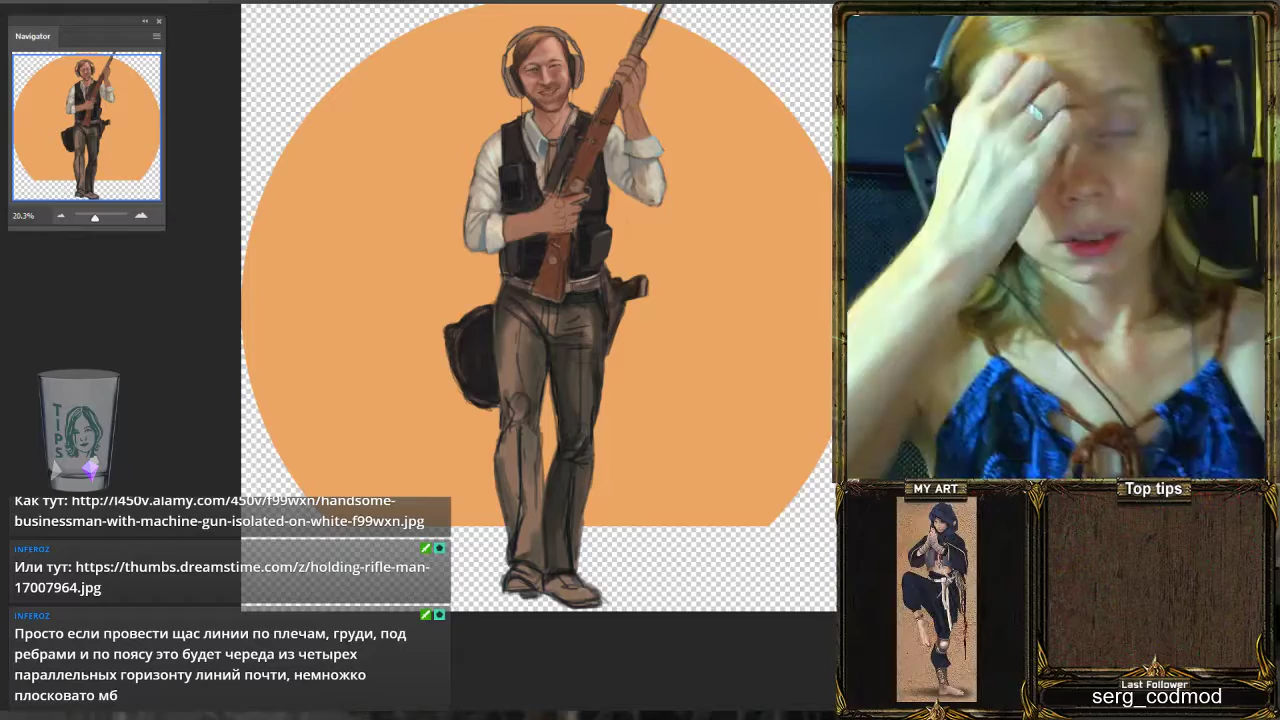 Navigator
20.3%
TIPS
Как тут: http://l450v.alamy.com/450v/f99wxn/handsome-
businessman-with-machine-gun-isolated-on-white-f99wxn.jpg
INFEROZ
Или тут: https://thumbs.dreamstime.com/z/holding-rifle-man-
17007964.jpg
INFEROZ
Просто если провести щас линии по плечам, груди, под
ребрами и по поясу это будет череда из четырех
параллельных горизонту линий почти, немножко
плосковато мб
MY ART
Top tips
Last Follower
serg_codmod